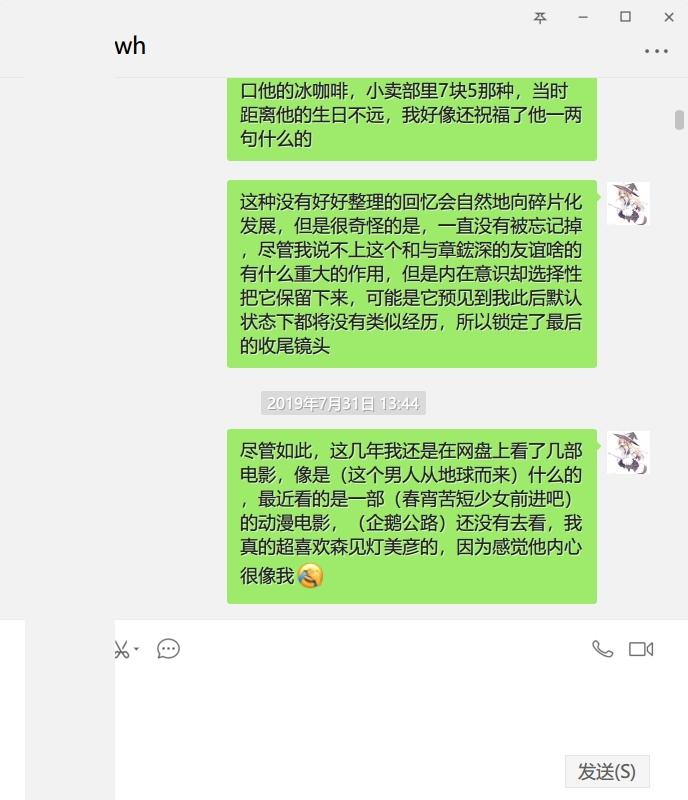 wh
口他的冰咖啡，小卖部里7块5那种，当时
距离他的生日不远，我好像还祝福了他一两
句什么的
这种没有好好整理的回忆会自然地向碎片化
发展，但是很奇怪的是，一直没有被忘记掉
，尽管我说不上这个和与章鋐深的友谊啥的
有什么重大的作用，但是内在意识却选择性
把它保留下来，可能是它预见到我此后默认
状态下都将没有类似经历，所以锁定了最后
的收尾镜头
2019年7月31日 13:44
尽管如此，这几年我还是在网盘上看了几部
电影，像是（这个男人从地球而来）什么的
，最近看的是一部（春宵苦短少女前进吧）
的动漫电影，（企鹅公路）还没有去看，我
真的超喜欢森见灯美彦的，因为感觉他内心
很像我
发送(S)